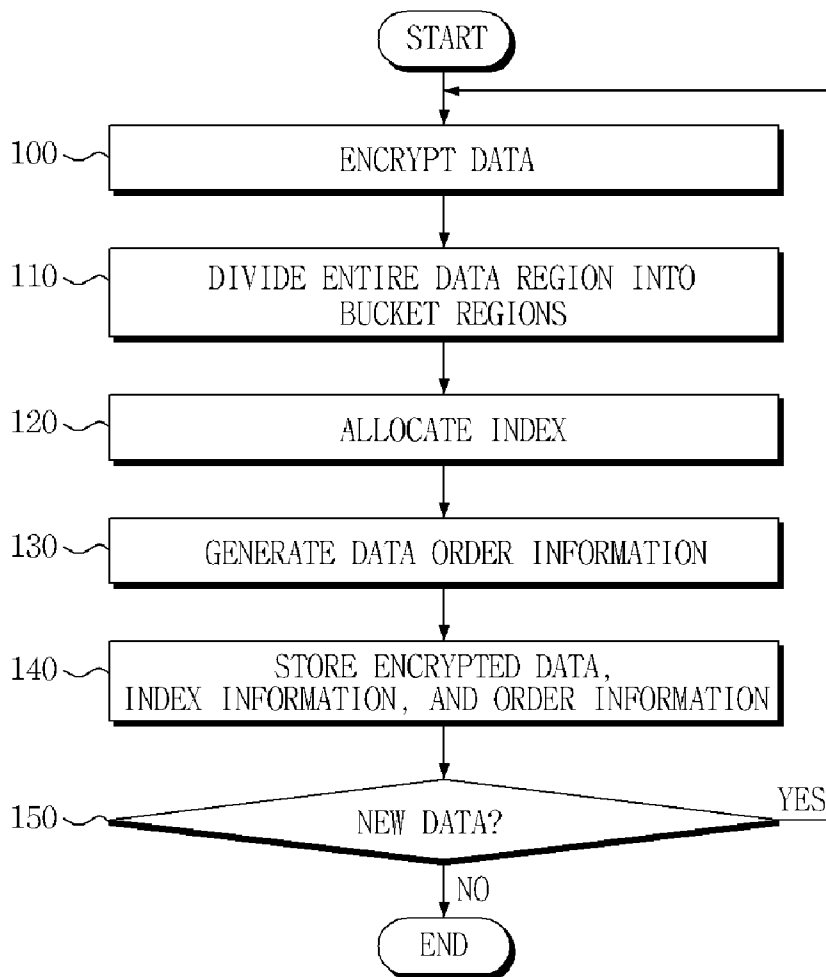 START
100
ENCRYPT DATA
110
DIVIDE ENTIRE DATA REGION INTO
BUCKET REGIONS
120
ALLOCATE INDEX
130
GENERATE DATA ORDER INFORMATION
140
STORE ENCRYPTED DATA,
INDEX INFORMATION, AND ORDER INFORMATION
150
NEW DATA?
YES
NO
END